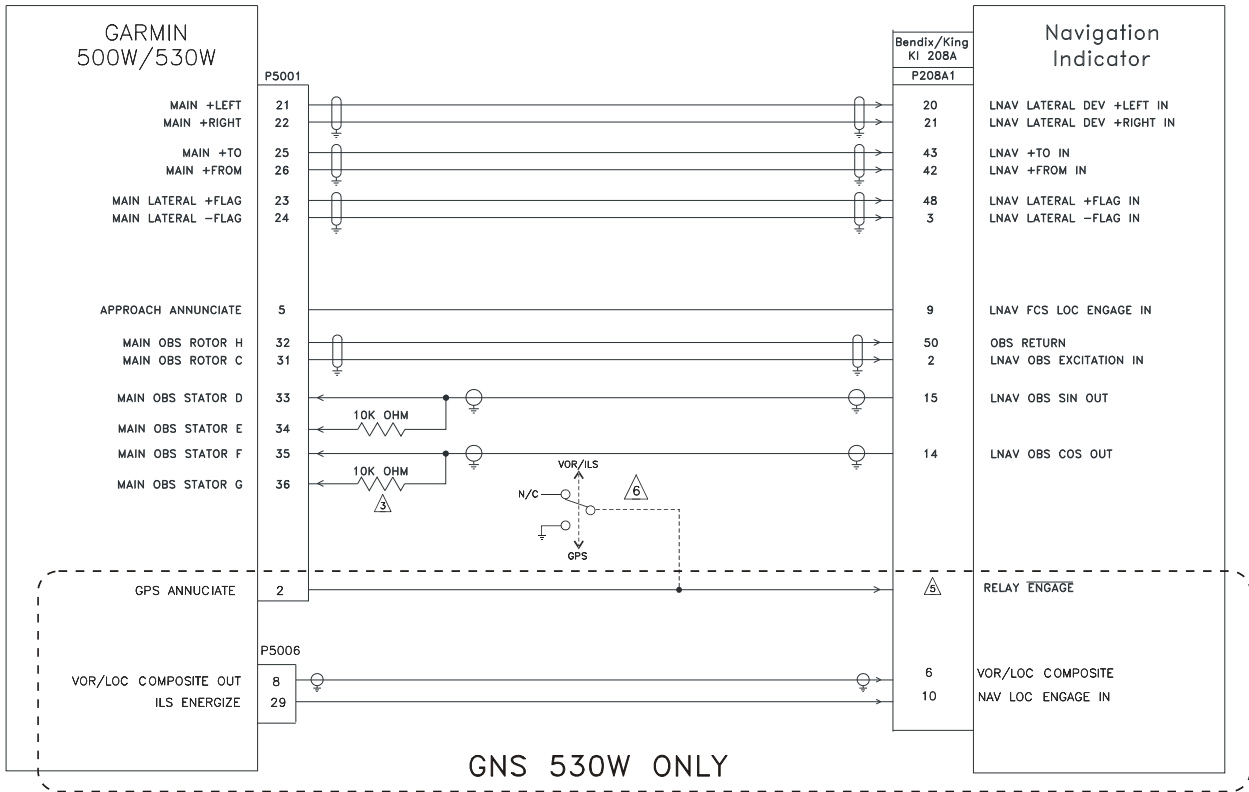 GARMIN
500W/530W
P5001
Bendix/King
KI 208A
P208A1
Navigation
Indicator
MAIN +LEFT 21 20 LNAV LATERAL DEV +LEFT IN
MAIN +RIGHT 22 21 LNAV LATERAL DEV +RIGHT IN
MAIN +TO 25 43 LNAV +TO IN
MAIN +FROM 26 42 LNAV +FROM IN
MAIN LATERAL +FLAG 23 48 LNAV LATERAL +FLAG IN
MAIN LATERAL -FLAG 24 3 LNAV LATERAL -FLAG IN
APPROACH ANNUNCIATE 5 9 LNAV FCS LOC ENGAGE IN
MAIN OBS ROTOR H 32 50 OBS RETURN
MAIN OBS ROTOR C 31 2 LNAV OBS EXCITATION IN
MAIN OBS STATOR D 33 15 LNAV OBS SIN OUT
10K OHM
MAIN OBS STATOR E 34
MAIN OBS STATOR F 35 14 LNAV OBS COS OUT
VOR/ILS
10K OHM
MAIN OBS STATOR G 36
3
N/C
6
GPS
GPS ANNUCIATE 2 5 RELAY ENGAGE
P5006
VOR/LOC COMPOSITE OUT 8 6 VOR/LOC COMPOSITE
ILS ENERGIZE 29 10 NAV LOC ENGAGE IN
GNS 530W ONLY